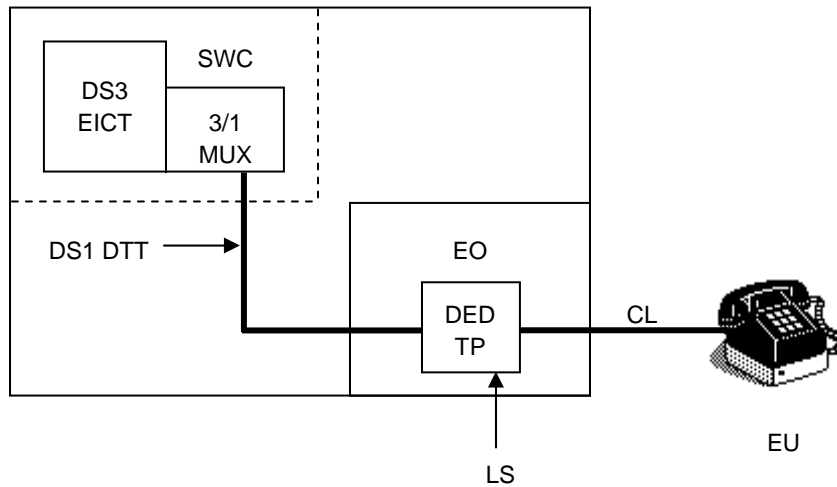 SWC
DS3
EICT
3/1
MUX
DS1 DTT
EO
DED
TP
CL
EU
LS